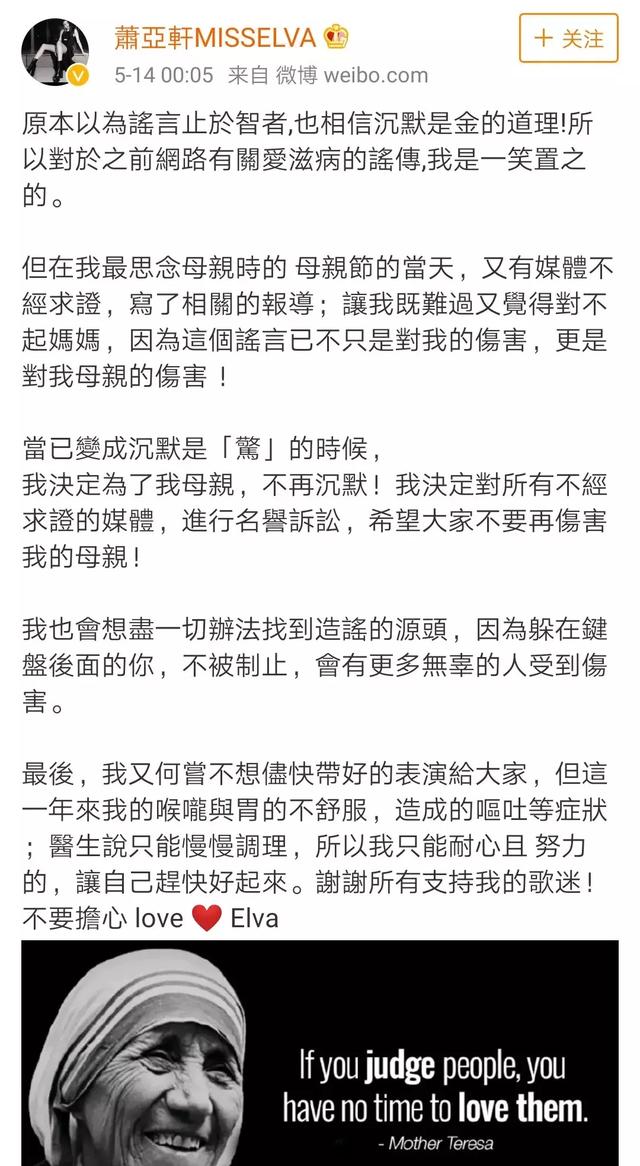 蕭亞軒MISSELVA
+ 关注
5-14 00:05 来自 微博 weibo.com
原本以為謠言止於智者,也相信沉默是金的道理!所
以對於之前網路有關愛滋病的謠傳,我是一笑置之
的。
但在我最思念母親時的 母親節的當天，又有媒體不
經求證，寫了相關的報導；讓我既難過又覺得對不
起媽媽，因為這個謠言已不只是對我的傷害，更是
對我母親的傷害！
當已變成沉默是「驚」的時候，
我決定為了我母親，不再沉默！我決定對所有不經
求證的媒體，進行名譽訴訟，希望大家不要再傷害
我的母親！
我也會想盡一切辦法找到造謠的源頭，因為躲在鍵
盤後面的你，不被制止，會有更多無辜的人受到傷
害。
最後，我又何嘗不想儘快帶好的表演給大家，但這
一年來我的喉嚨與胃的不舒服，造成的嘔吐等症狀
；醫生說只能慢慢調理，所以我只能耐心且 努力
的，讓自己趕快好起來。謝謝所有支持我的歌迷！
不要擔心 love ❤️ Elva
If you judge people, you
have no time to love them.
- Mother Teresa